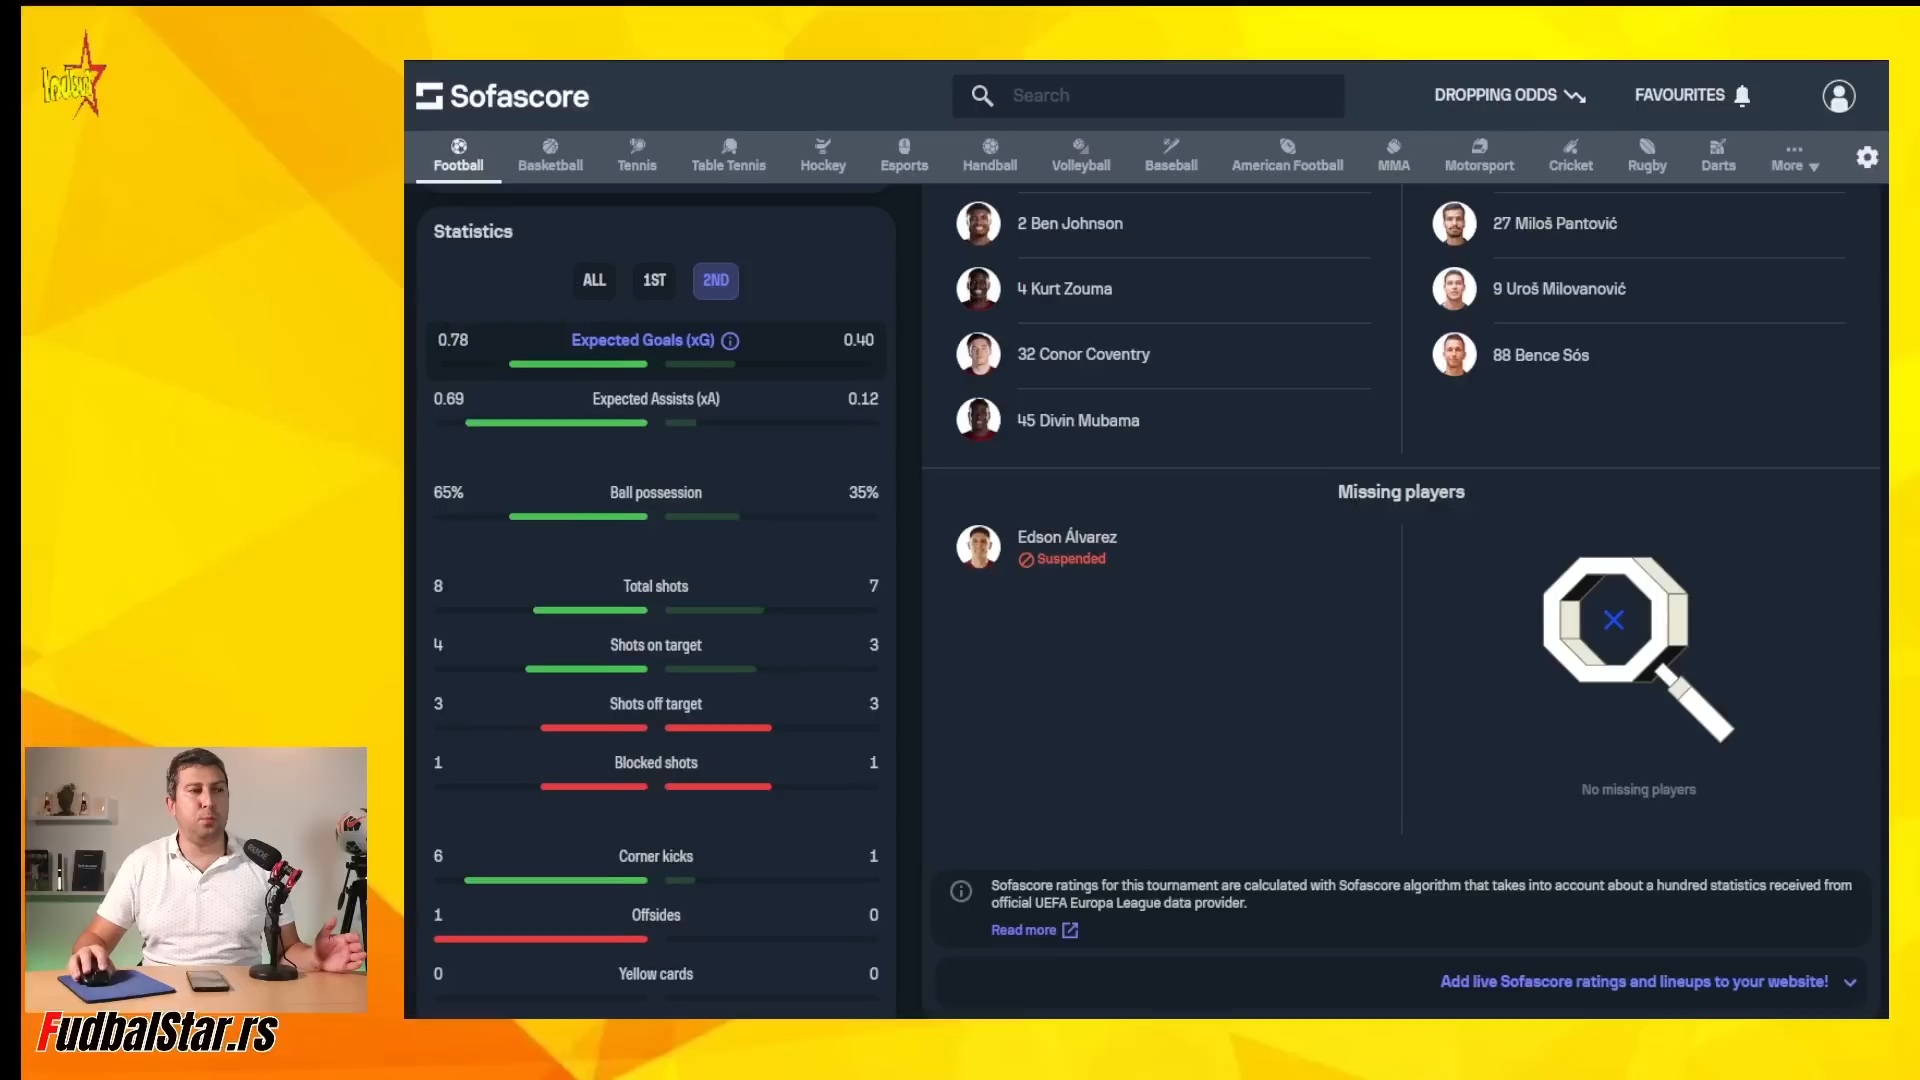 Sofascore
Search
DROPPING ODDS
FAVOURITES
Football
Basketball
Tennis
Table Tennis
Hockey
Esports
Handball
Volleyball
Baseball
American Football
MMA
Motorsport
Cricket
Rugby
Darts
More
Statistics
ALL
1ST
2ND
0.78 Expected Goals (xG) 0.40
0.69 Expected Assists (xA) 0.12
65% Ball possession 35%
8 Total shots 7
4 Shots on target 3
3 Shots off target 3
1 Blocked shots 1
6 Corner kicks 1
1 Offsides 0
0 Yellow cards 0
2 Ben Johnson
4 Kurt Zouma
32 Conor Coventry
45 Divin Mubama
27 Miloš Pantović
9 Uroš Milovanović
88 Bence Sós
Missing players
Edson Álvarez
Suspended
No missing players
Sofascore ratings for this tournament are calculated with Sofascore algorithm that takes into account about a hundred statistics received from
official UEFA Europa League data provider.
Read more
Add live Sofascore ratings and lineups to your website!
RODE
FudbalStar.rs